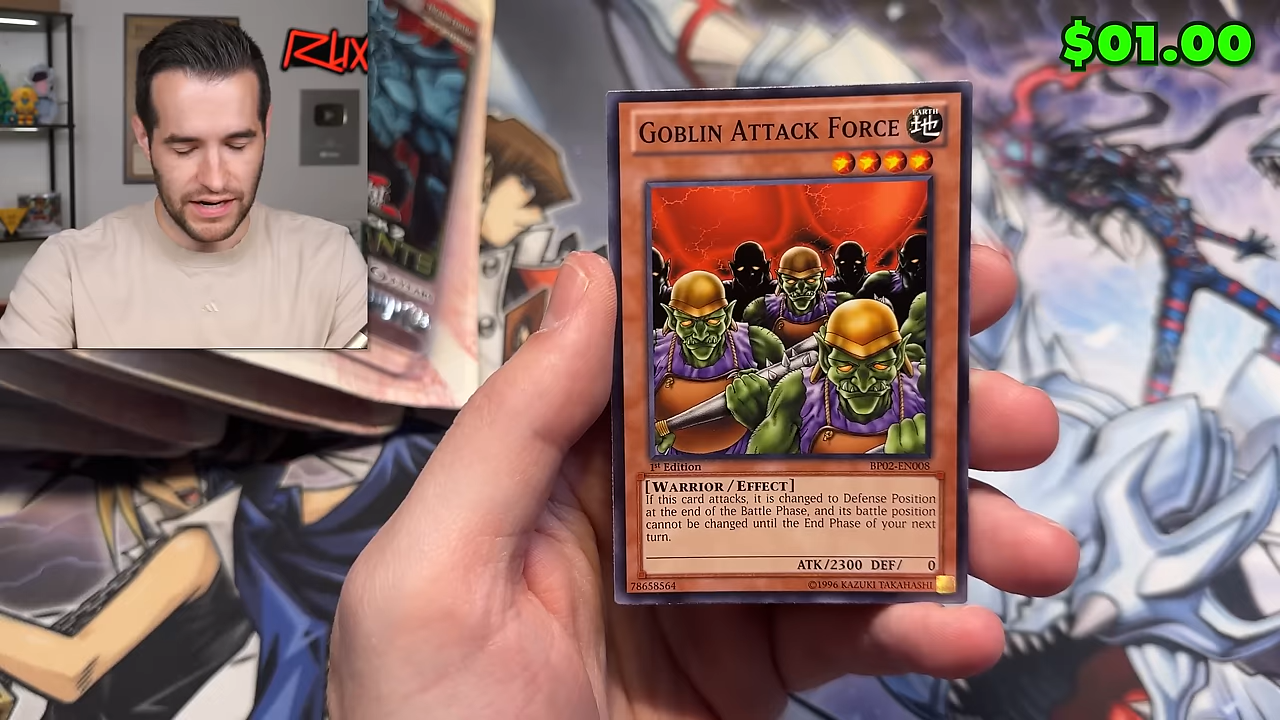 $01.00
RUX
GOBLIN ATTACK FORCE
EARTH
地
1st Edition
BP02-EN008
[WARRIOR/EFFECT]
If this card attacks, it is changed to Defense Position
at the end of the Battle Phase, and its battle position
cannot be changed until the End Phase of your next
turn.
ATK/2300 DEF/ 0
78658564
©1996 KAZUKI TAKAHASHI